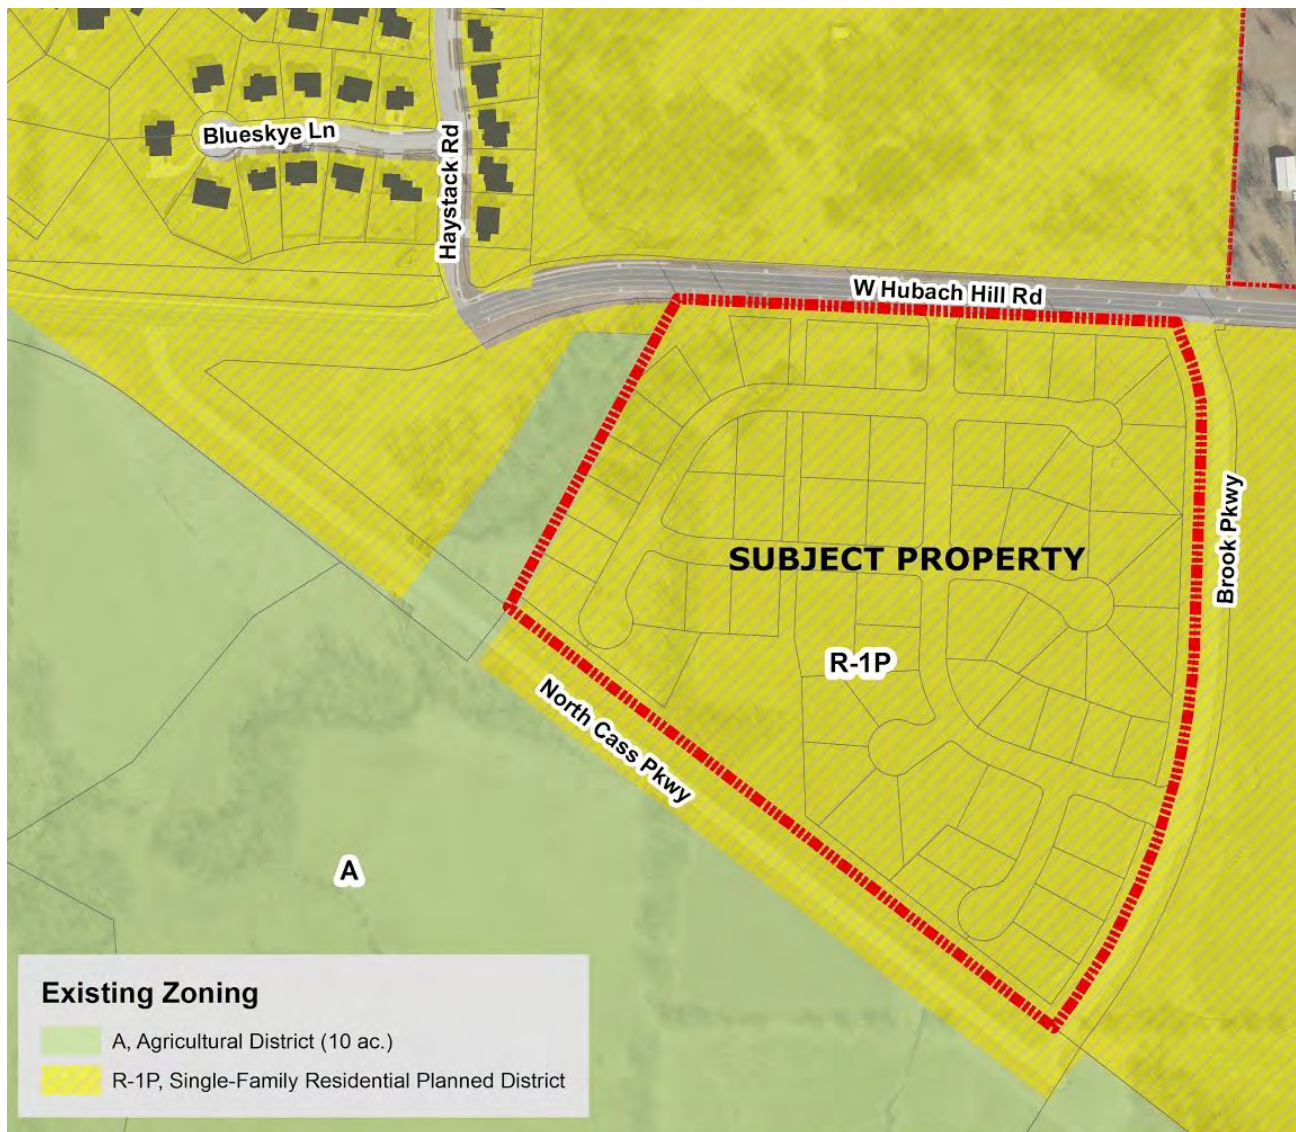 Blueskye Ln
Haystack Rd
W Hubach Hill Rd
Brook Pkwy
SUBJECT PROPERTY
R-1P
North Cass Pkwy
A
Existing Zoning
A, Agricultural District (10 ac.)
R-1P, Single-Family Residential Planned District